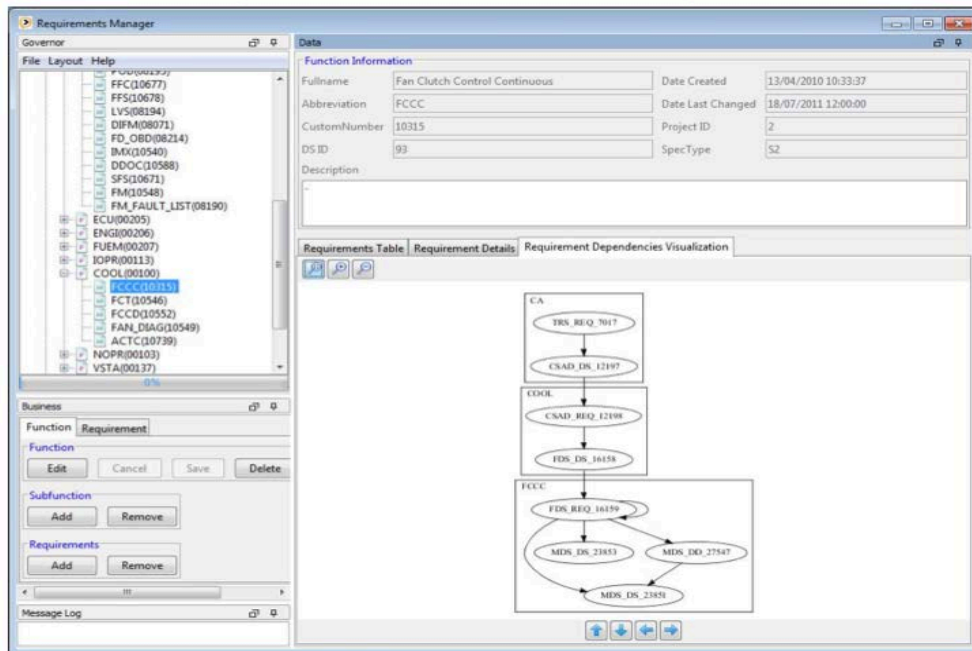 Requirements Manager
Governor
File Layout Help
FFC(10677)
FFS(10678)
LVS(08194)
DIFM(08071)
FD_OBD(08214)
IMX(10540)
DDOC(10588)
SFS(10671)
FM(10548)
FM_FAULT_LIST(08190)
ECU(00205)
ENGI(00206)
FUEM(00207)
IOPR(00113)
COOL(00100)
FCCC(10315)
FCT(10546)
FCCD(10552)
FAN_DIAG(10549)
ACTC(10739)
NOPR(00103)
VSTA(00137)
0%
Business
Function Requirement
Function
Edit Cancel Save Delete
Subfunction
Add Remove
Requirements
Add Remove
Message Log
Data
Function Information
Fullname Fan Clutch Control Continuous Date Created 13/04/2010 10:33:37
Abbreviation FCCC Date Last Changed 18/07/2011 12:00:00
CustomNumber 10315 Project ID 2
DS ID 93 SpecType S2
Description
Requirements Table Requirement Details Requirement Dependencies Visualization
CA
TRS_REQ_7017
CSAD_DS_12197
COOL
CSAD_REQ_12198
FDS_DS_16158
FCCC
FDS_REQ_16159
MDS_DS_23853 MDS_DD_27547
MDS_DS_23851